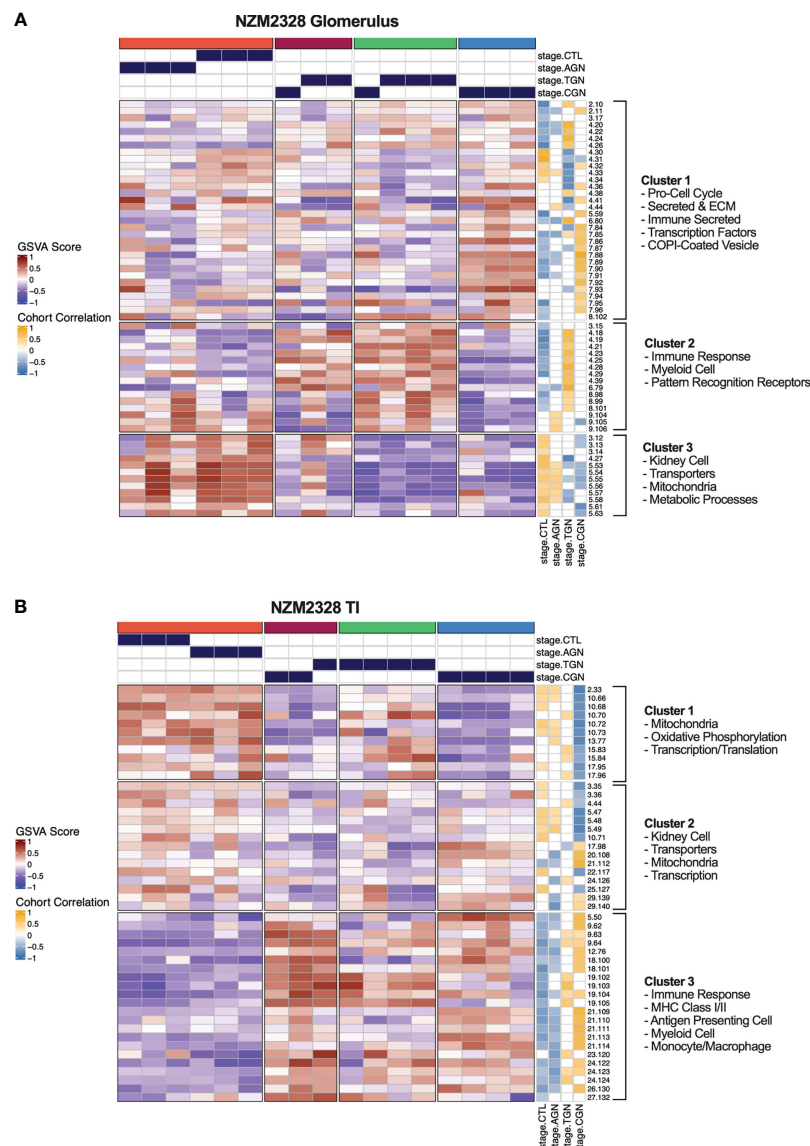 A
NZM2328 Glomerulus
stage.CTL
stage.AGN
stage.TGN
stage.CGN
2.10
2.11
3.17
4.20
4.22
4.24
4.26
4.30
4.31
4.32
4.33
4.34
4.36
4.38
4.41
4.44
5.59
6.80
7.84
7.85
7.86
7.87
7.88
7.89
7.90
7.91
7.92
7.93
7.94
7.95
7.96
8.102
Cluster 1
- Pro-Cell Cycle
- Secreted & ECM
- Immune Secreted
- Transcription Factors
- COPI-Coated Vesicle
GSVA Score
1
0.5
0
−0.5
-1
Cohort Correlation
1
0.5
0
−0.5
−1
3.15
4.18
4.19
4.21
4.23
4.25
4.28
4.29
4.39
6.79
8.98
8.99
8.101
9.104
9.105
9.106
Cluster 2
- Immune Response
- Myeloid Cell
- Pattern Recognition Receptors
3.12
3.13
3.14
4.27
5.53
5.54
5.55
5.56
5.57
5.58
5.61
5.63
Cluster 3
- Kidney Cell
- Transporters
- Mitochondria
- Metabolic Processes
stage.CTL
stage.AGN
stage.TGN
stage.CGN
B
NZM2328 TI
stage.CTL
stage.AGN
stage.TGN
stage.CGN
2.33
10.66
10.68
10.70
10.72
10.73
13.77
15.83
15.84
17.95
17.96
Cluster 1
- Mitochondria
- Oxidative Phosphorylation
- Transcription/Translation
3.35
3.36
4.44
5.47
5.48
5.49
10.71
17.98
20.108
21.112
22.117
24.126
25.127
29.139
29.140
Cluster 2
- Kidney Cell
- Transporters
- Mitochondria
- Transcription
GSVA Score
1
0.5
0
−0.5
-1
Cohort Correlation
1
0.5
0
−0.5
−1
5.50
9.62
9.63
9.64
12.76
18.100
18.101
19.102
19.103
19.104
19.105
21.109
21.110
21.111
21.113
21.114
23.120
24.122
24.123
24.124
26.130
27.132
Cluster 3
- Immune Response
- MHC Class I/II
- Antigen Presenting Cell
- Myeloid Cell
- Monocyte/Macrophage
stage.CTL
stage.AGN
stage.TGN
stage.CGN